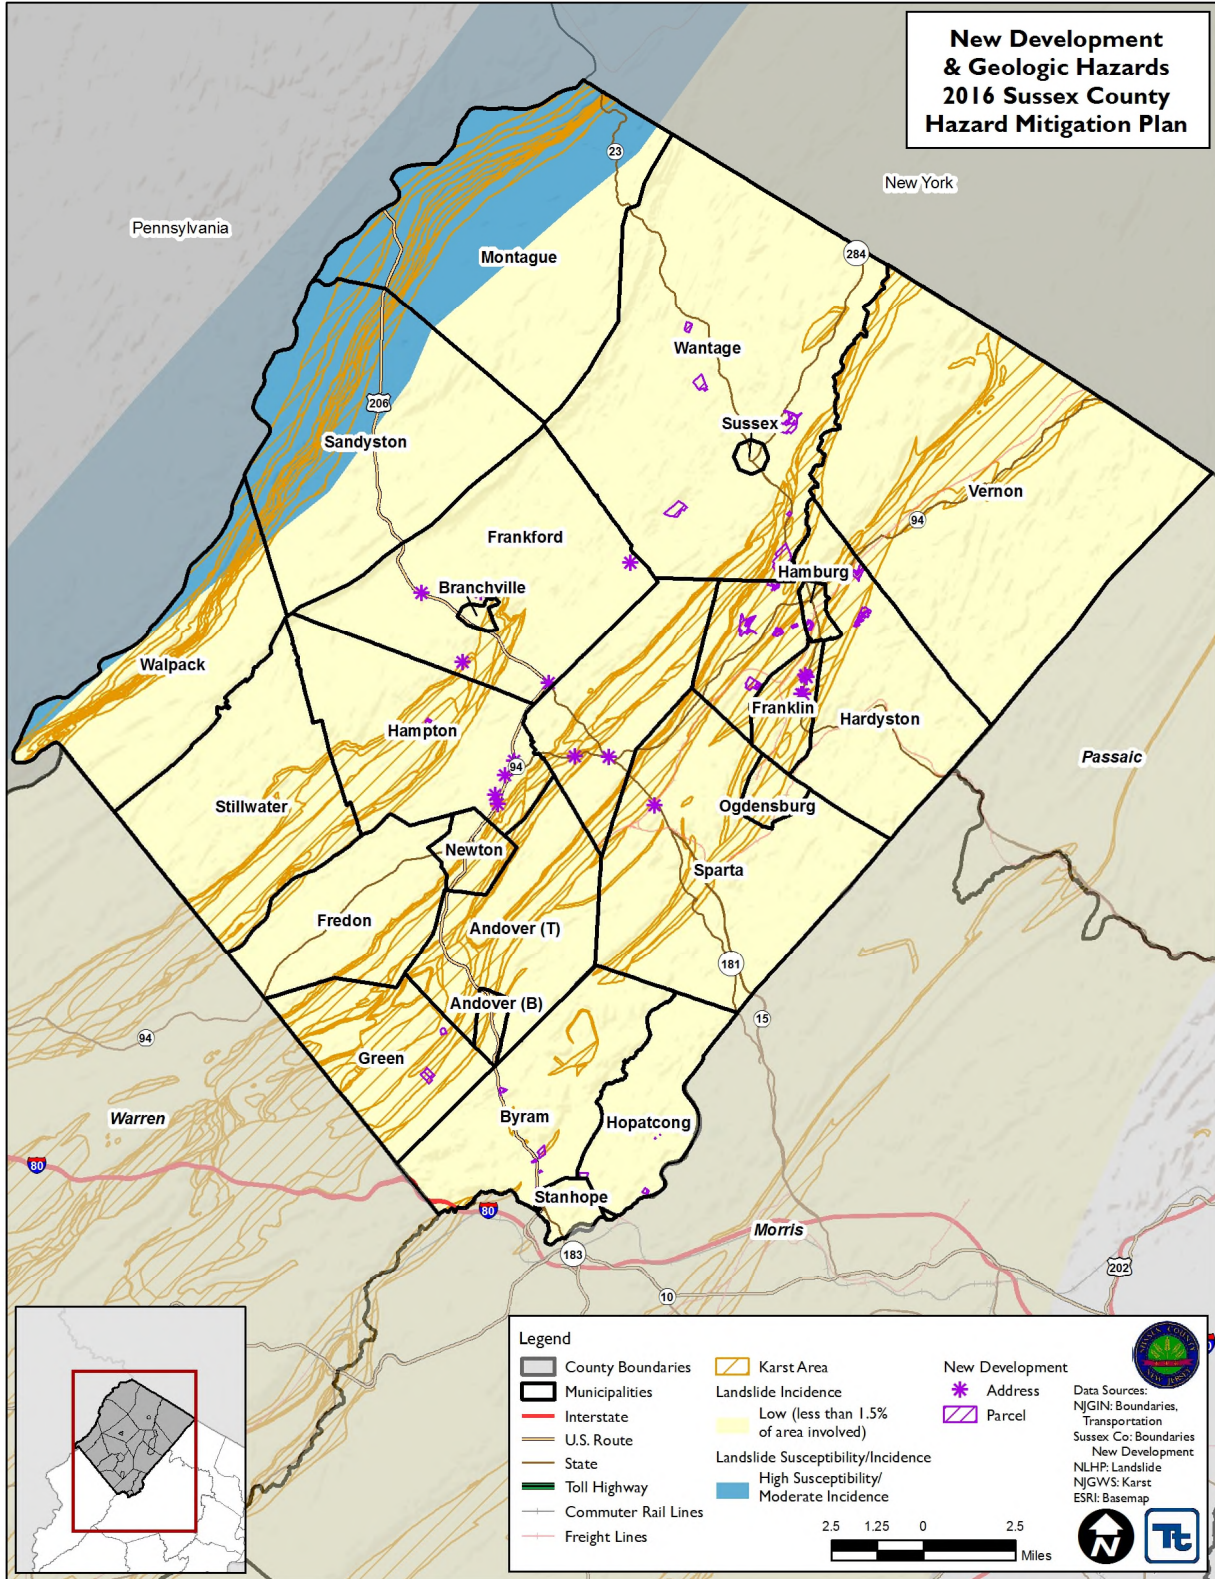 New Development
& Geologic Hazards
2016 Sussex County
Hazard Mitigation Plan
New York
Pennsylvania
23
284
Montague
Wantage
206
Sussex
Sandyston
Vernon
94
Frankford
Hamburg
Branchville
Walpack
Franklin
Hardyston
Hampton
Passaic
94
Stillwater
Ogdensburg
Newton
Sparta
Fredon
Andover (T)
181
Andover (B)
15
94
Green
Warren
Byram
Hopatcong
80
Stanhope
80
Morris
183
202
10
Legend
County Boundaries
Municipalities
Interstate
U.S. Route
State
Toll Highway
Commuter Rail Lines
Freight Lines
Karst Area
Landslide Incidence
Low (less than 1.5%
of area involved)
Landslide Susceptibility/Incidence
High Susceptibility/
Moderate Incidence
New Development
Address
Parcel
2.5 1.25 0 2.5
Miles
SUSSEX COUNTY
NEW JERSEY
Data Sources:
NJGIN: Boundaries,
Transportation
Sussex Co: Boundaries
New Development
NLHP: Landslide
NJGWS: Karst
ESRI: Basemap
N
Tt